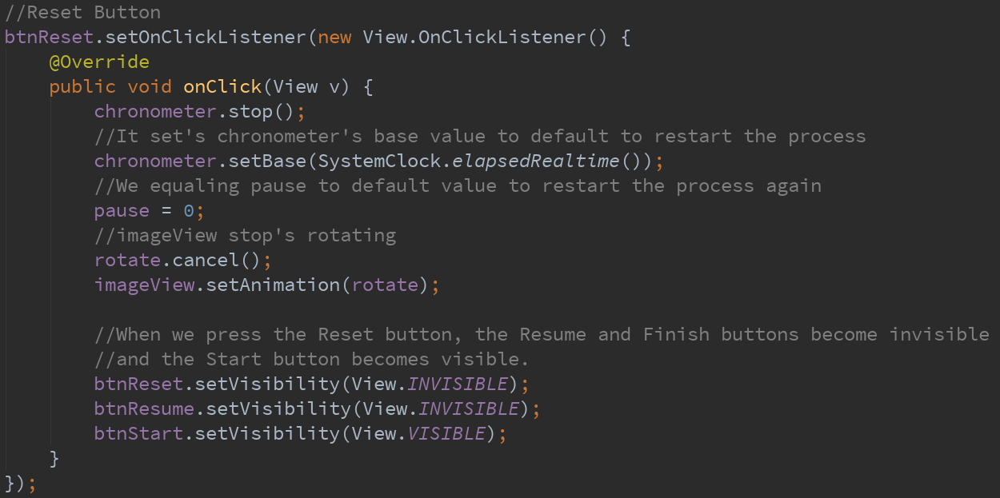 //Reset Button
btnReset.setOnClickListener(new View.OnClickListener() {
@Override
public void onClick(View v) {
chronometer.stop();
//It set's chronometer's base value to default to restart the process
chronometer.setBase(SystemClock.elapsedRealtime());
//We equaling pause to default value to restart the process again
pause = 0;
//imageView stop's rotating
rotate.cancel();
imageView.setAnimation(rotate);
//When we press the Reset button, the Resume and Finish buttons become invisible
//and the Start button becomes visible.
btnReset.setVisibility(View.INVISIBLE);
btnResume.setVisibility(View.INVISIBLE);
btnStart.setVisibility(View.VISIBLE);
}
});